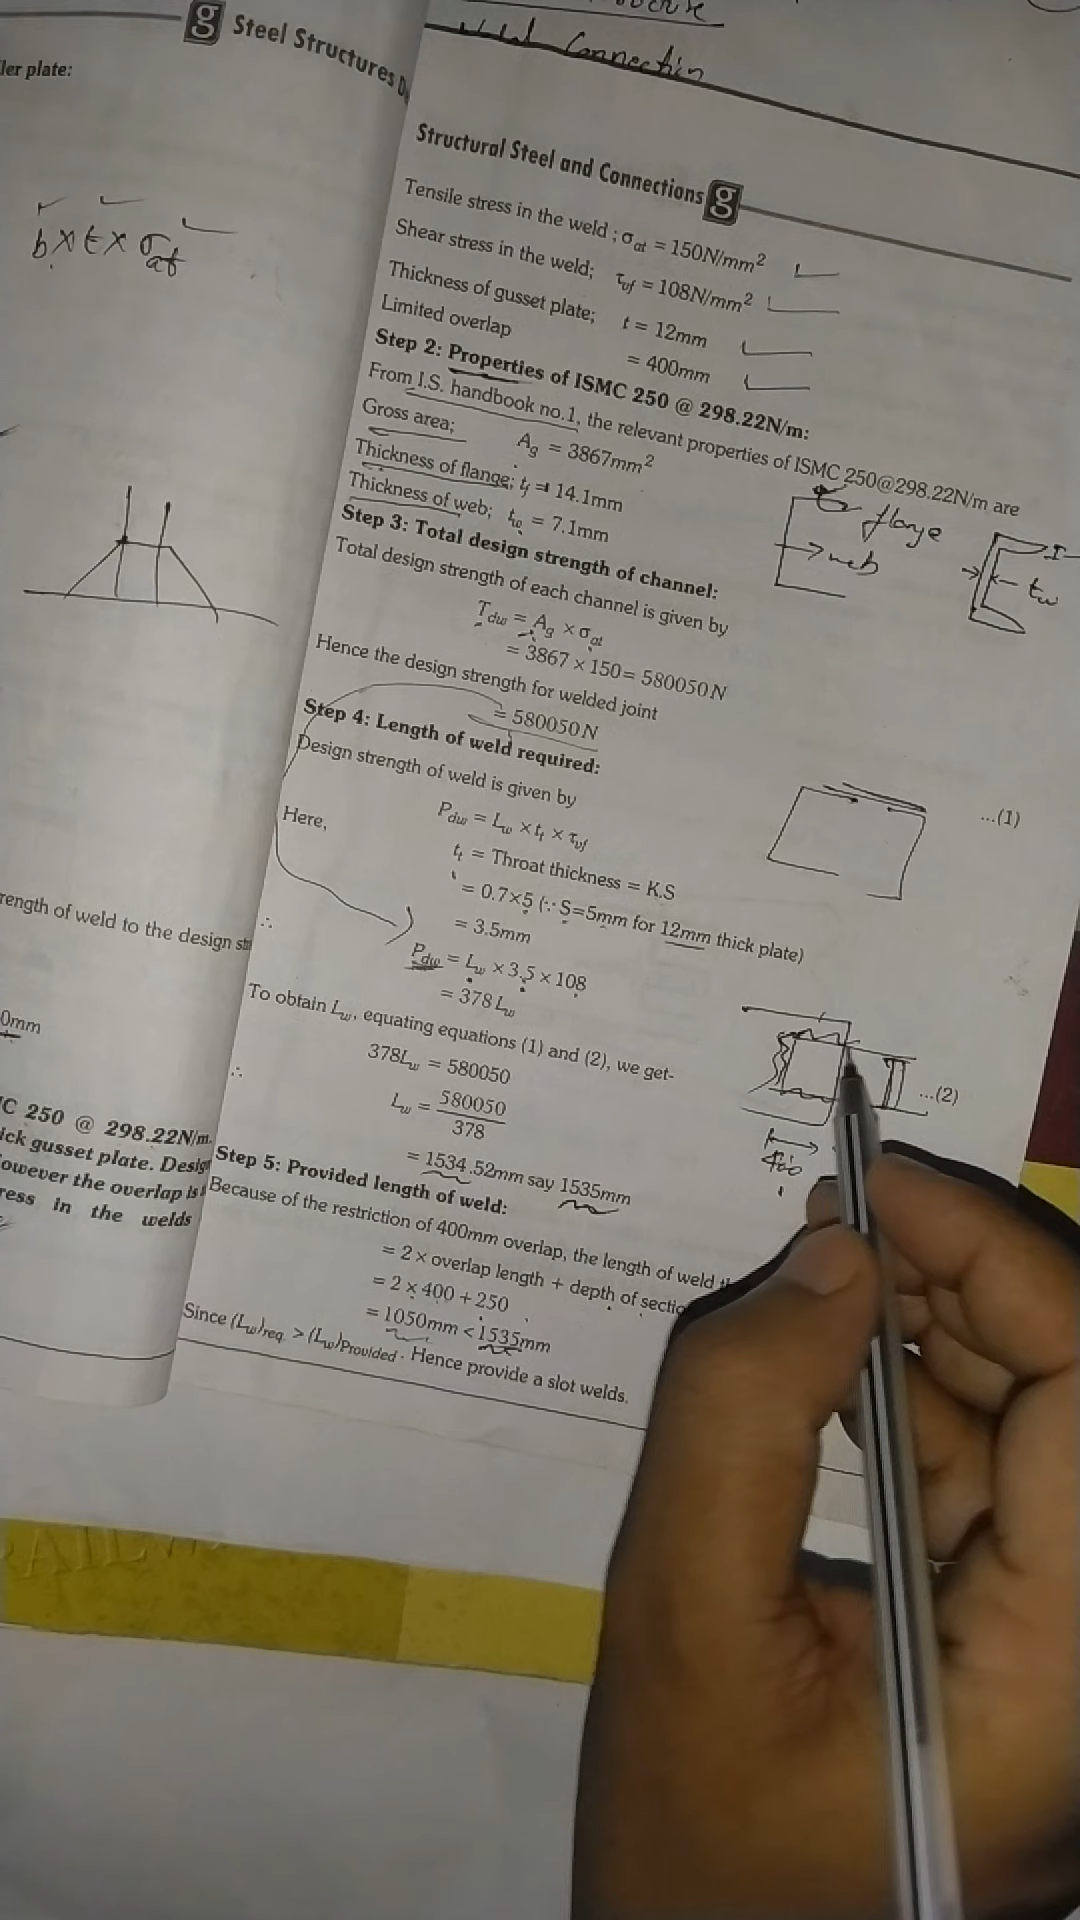 g Steel Structures D
ler plate:
b × t × σat
rength of weld to the design st
0mm
C 250 @ 298.22N/m.
ick gusset plate. Desig
owever the overlap is
ress in the welds
Connection
Structural Steel and Connections g
Tensile stress in the weld ; σat = 150N/mm²
Shear stress in the weld; τvf = 108N/mm²
Thickness of gusset plate; t = 12mm
Limited overlap = 400mm
Step 2: Properties of ISMC 250 @ 298.22N/m:
From I.S. handbook no.1, the relevant properties of ISMC 250@298.22N/m are
Gross area; Ag = 3867mm²
Thickness of flange; tf = 14.1mm
Thickness of web; tw = 7.1mm
flange
web
tw
Step 3: Total design strength of channel:
Total design strength of each channel is given by
Tdw = Ag × σat
= 3867 × 150 = 580050N
Hence the design strength for welded joint
= 580050N
...(1)
Step 4: Length of weld required:
Design strength of weld is given by
Pdw = Lw × tt × τvf
Here, tt = Throat thickness = K.S
= 0.7×5 (∵ S=5mm for 12mm thick plate)
= 3.5mm
∴ Pdw = Lw × 3.5 × 108
= 378 Lw
...(2)
To obtain Lw, equating equations (1) and (2), we get-
378Lw = 580050
∴ Lw = 580050/378
= 1534.52mm say 1535mm
400
Step 5: Provided length of weld:
Because of the restriction of 400mm overlap, the length of weld
= 2 × overlap length + depth of sectio
= 2 × 400 + 250
= 1050mm < 1535mm
Since (Lw)req. > (Lw)Provided. Hence provide a slot welds.